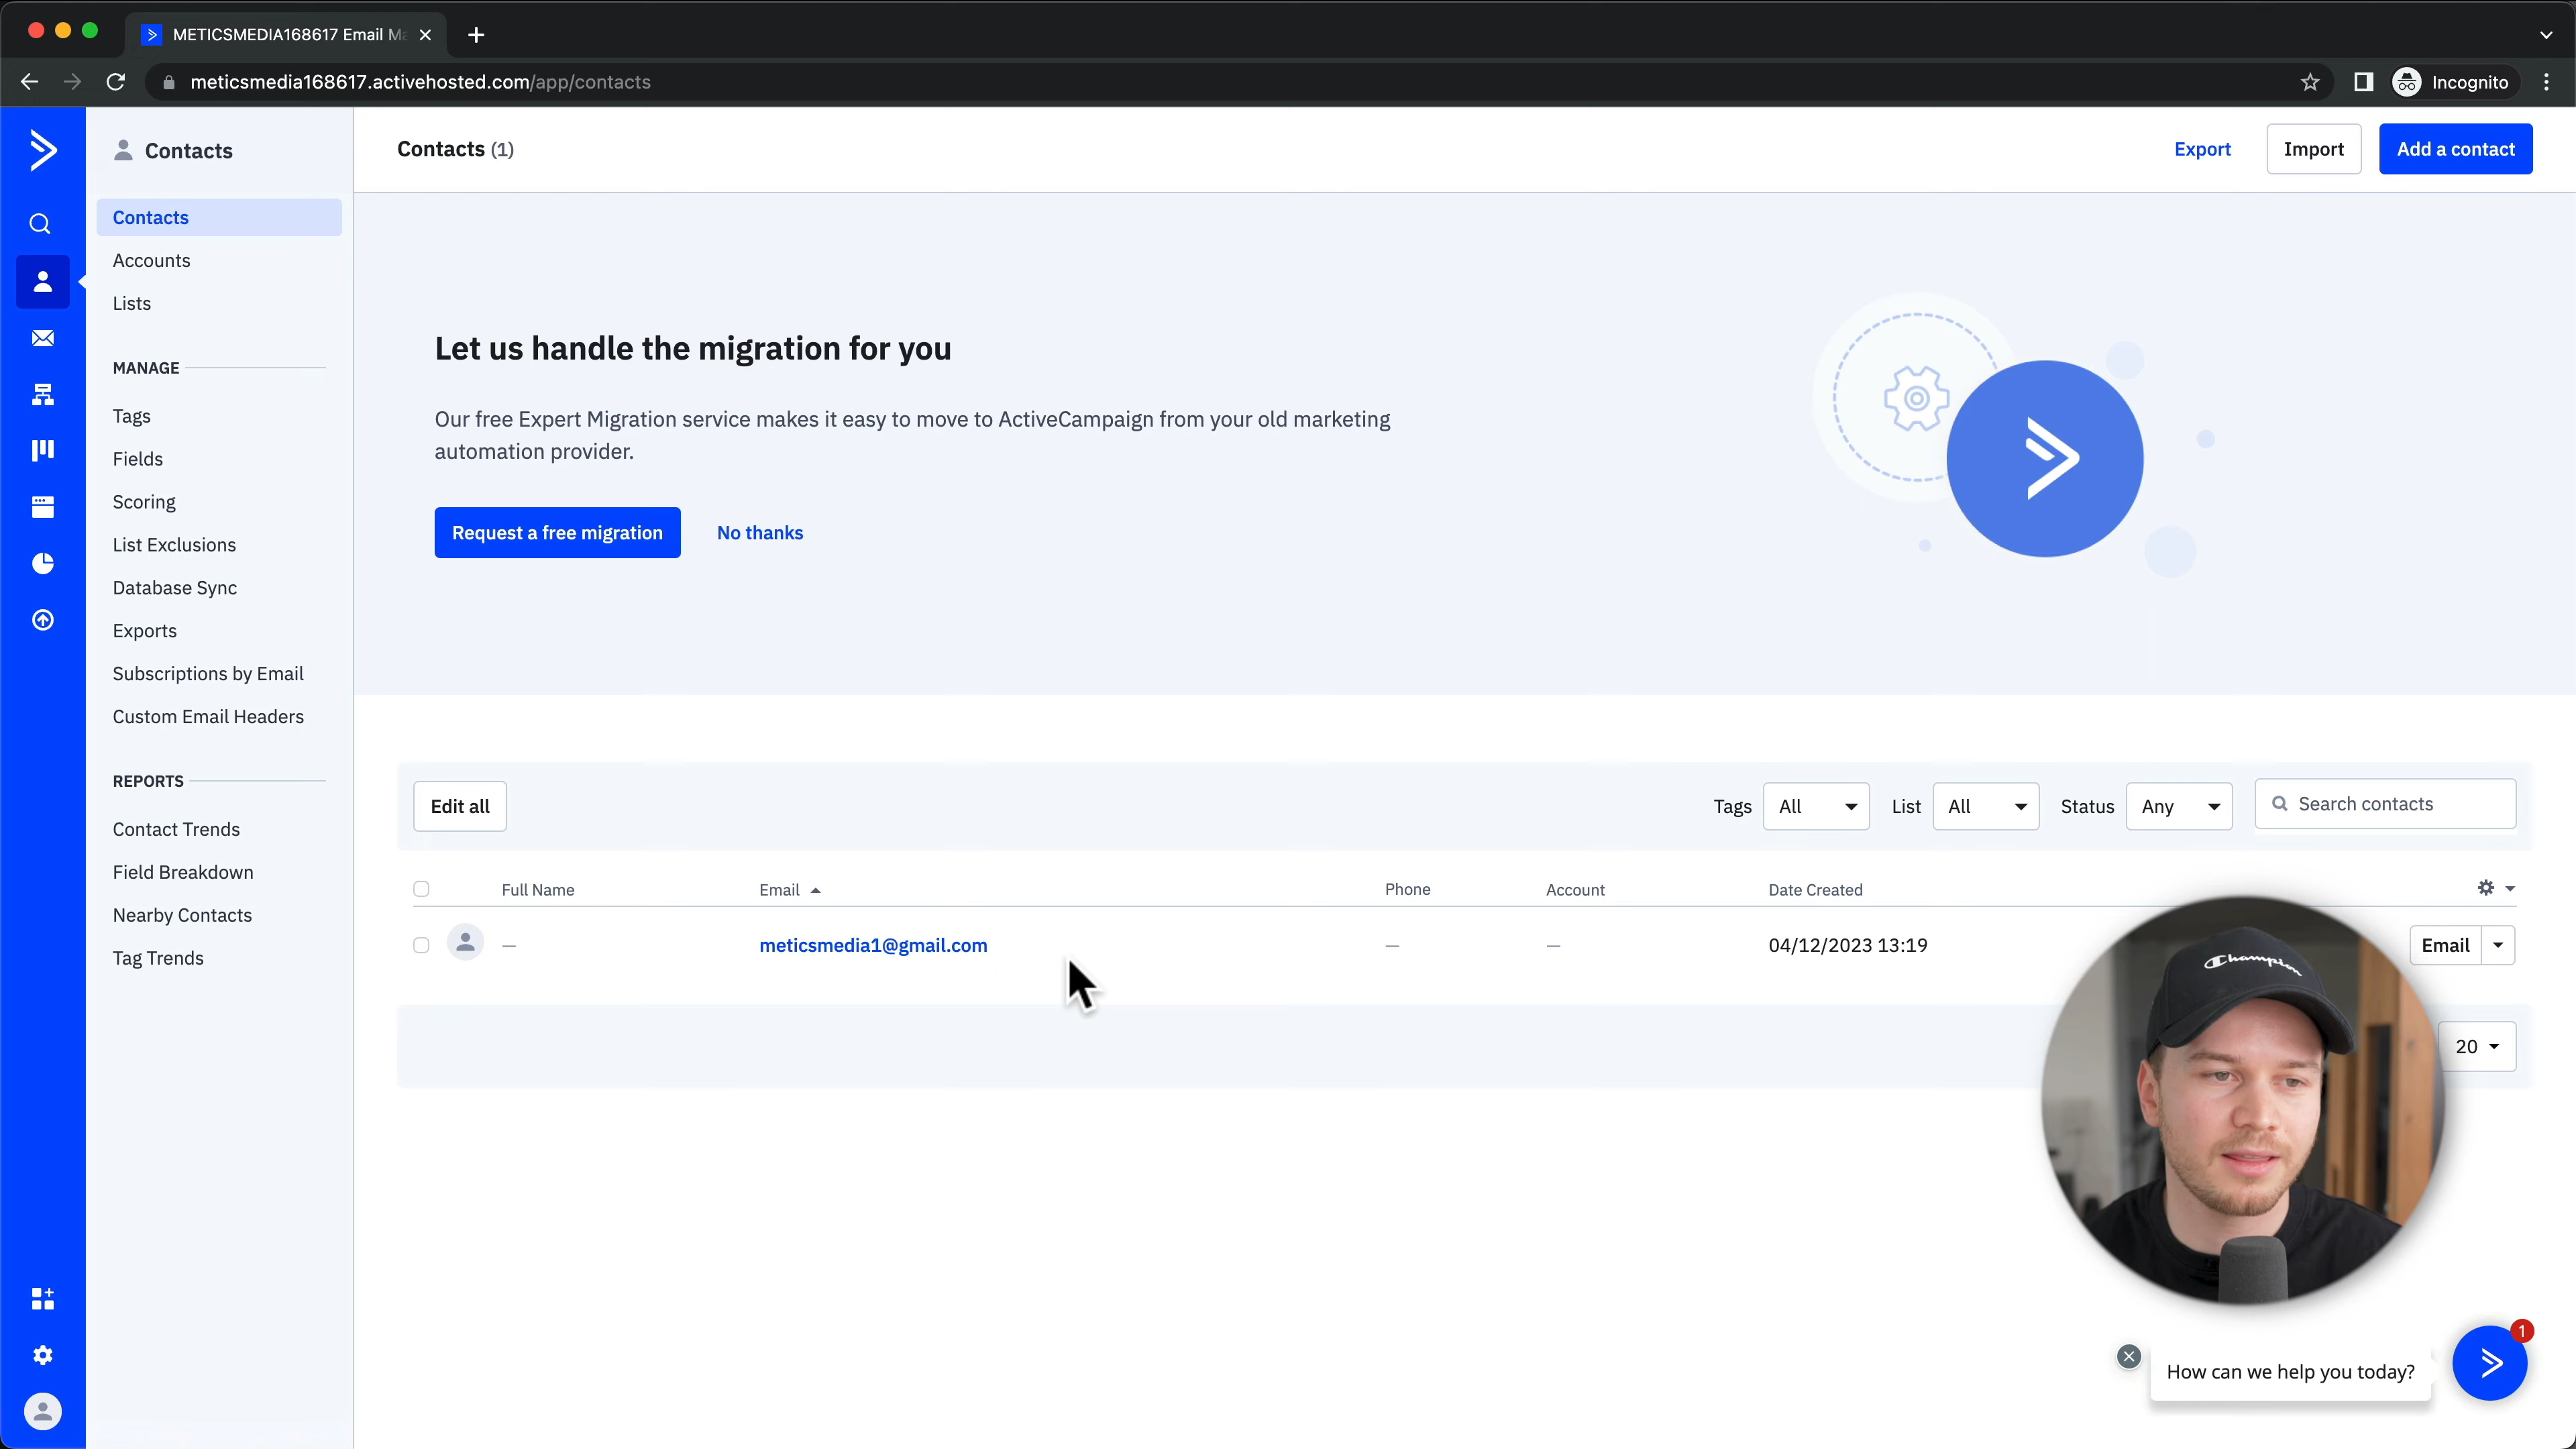 METICSMEDIA168617 Email Ma
meticsmedia168617.activehosted.com/app/contacts
Incognito
Contacts
Contacts
Accounts
Lists
MANAGE
Tags
Fields
Scoring
List Exclusions
Database Sync
Exports
Subscriptions by Email
Custom Email Headers
REPORTS
Contact Trends
Field Breakdown
Nearby Contacts
Tag Trends
Contacts (1)
Export
Import
Add a contact
Let us handle the migration for you
Our free Expert Migration service makes it easy to move to ActiveCampaign from your old marketing
automation provider.
Request a free migration
No thanks
Edit all
Tags All
List All
Status Any
Search contacts
Full Name Email Phone Account Date Created
— meticsmedia1@gmail.com — — 04/12/2023 13:19 Email
Champion
20
How can we help you today?
1